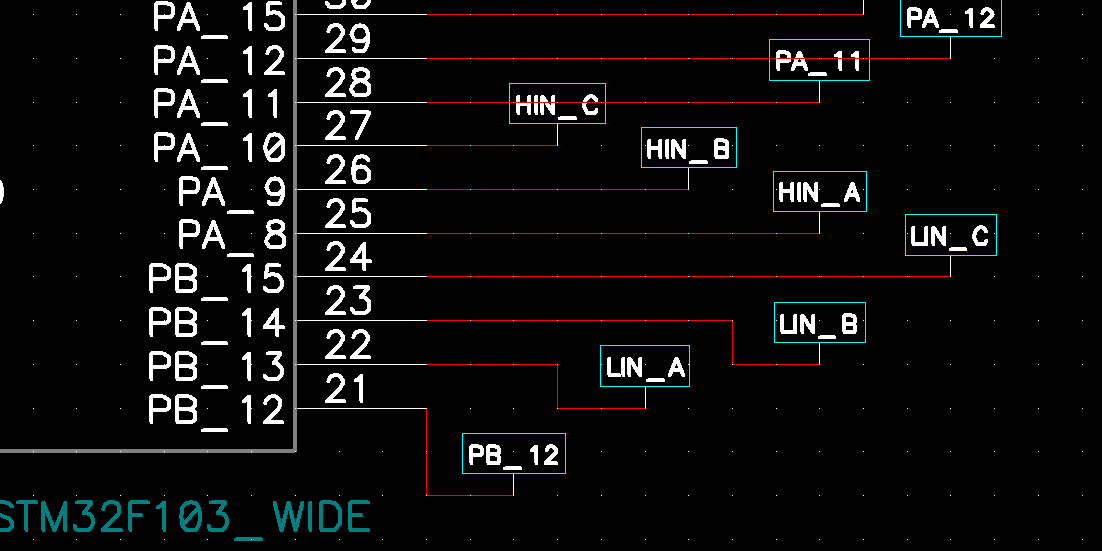 PA_15 30 PA_12
29
PA_12 PA_11
28
PA_11 HIN_C
27
PA_10 HIN_B
26
PA_9 HIN_A
25
PA_8 LIN_C
24
PB_15
23
PB_14 LIN_B
22
PB_13 LIN_A
21
PB_12
PB_12
STM32F103_WIDE